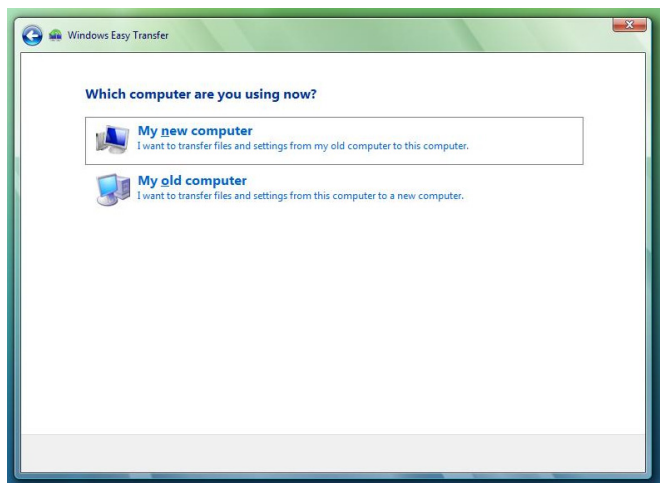 Windows Easy Transfer
Which computer are you using now?
My new computer
I want to transfer files and settings from my old computer to this computer.
My old computer
I want to transfer files and settings from this computer to a new computer.